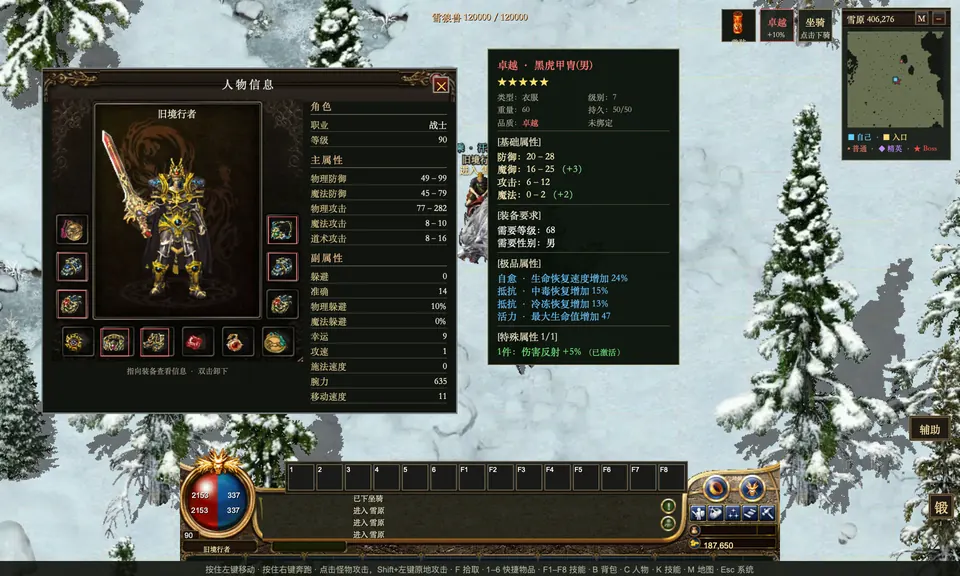 雷狼兽 120000 / 120000
卓越
+10%
坐骑
点击下骑
雪原 406,276
M
自己 · 入口
普通 · 精英 · Boss
人物信息
旧境行者
角色
职业 战士
等级 90
主属性
物理防御 49 – 99
魔法防御 45 – 79
物理攻击 77 – 282
魔法攻击 8 – 10
道术攻击 8 – 16
副属性
躲避 0
准确 14
物理躲避 10%
魔法躲避 0%
幸运 9
攻速 1
施法速度 0
腕力 635
移动速度 11
指向装备查看信息 · 双击卸下
卓越 · 黑虎甲胄(男)
类型: 衣服 级别: 7
重量: 60 持久: 50/50
品质: 卓越 未绑定
[基础属性]
防御: 20 – 28
魔御: 16 – 25 (+3)
攻击: 6 – 12
魔法: 0 – 2 (+2)
[装备要求]
需要等级: 68
需要性别: 男
[极品属性]
自愈 · 生命恢复速度增加 24%
抵抗 · 中毒恢复增加 15%
抵抗 · 冷冻恢复增加 13%
活力 · 最大生命值增加 47
[特殊属性 1/1]
1件: 伤害反射 +5% (已激活)
辅助
锻
1 2 3 4 5 6 F1 F2 F3 F4 F5 F6 F7 F8
2153 337
2153 337
90
旧境行者
已下坐骑
进入 雪原
进入 雪原
进入 雪原
187,650
按住左键移动 · 按住右键奔跑 · 点击怪物攻击, Shift+左键原地攻击 · F 拾取 · 1–6 快捷物品 · F1–F8 技能 · B 背包 · C 人物 · K 技能 · M 地图 · Esc 系统